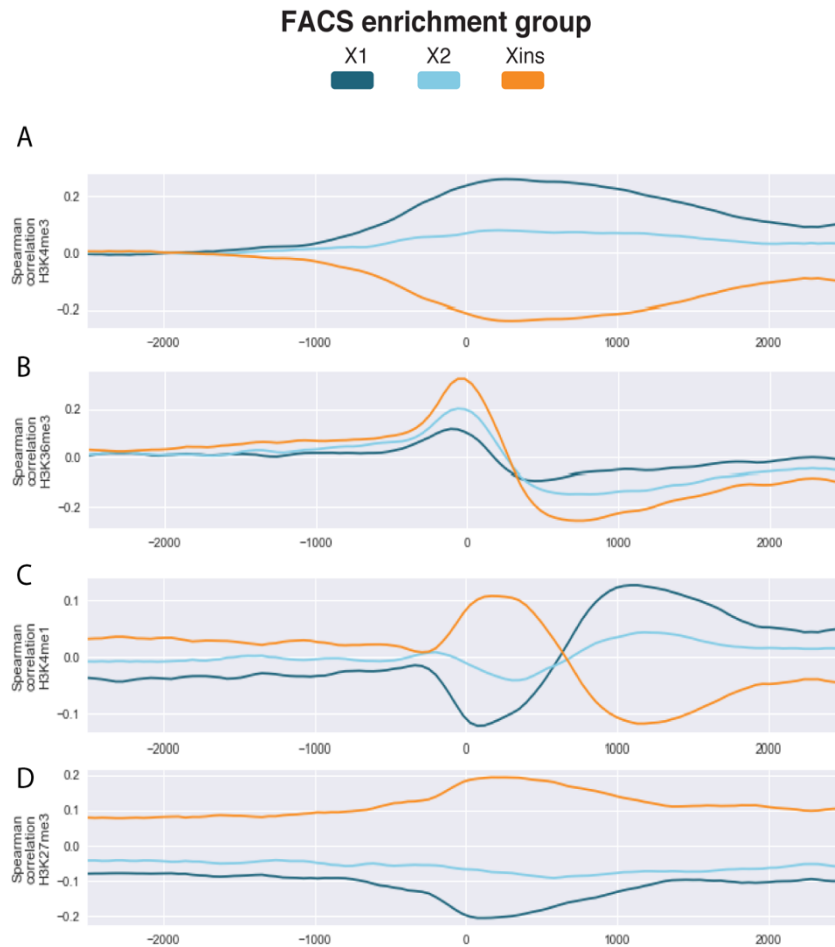 FACS enrichment group
X1 X2 Xins
A
Spearman
correlation
H3K4me3
0.2
0.0
−0.2
−2000 −1000 0 1000 2000
B
Spearman
correlation
H3K36me3
0.2
0.0
−0.2
−2000 −1000 0 1000 2000
C
Spearman
correlation
H3K4me1
0.1
0.0
−0.1
−2000 −1000 0 1000 2000
D
Spearman
correlation
H3K27me3
0.2
0.1
0.0
−0.1
−0.2
−2000 −1000 0 1000 2000